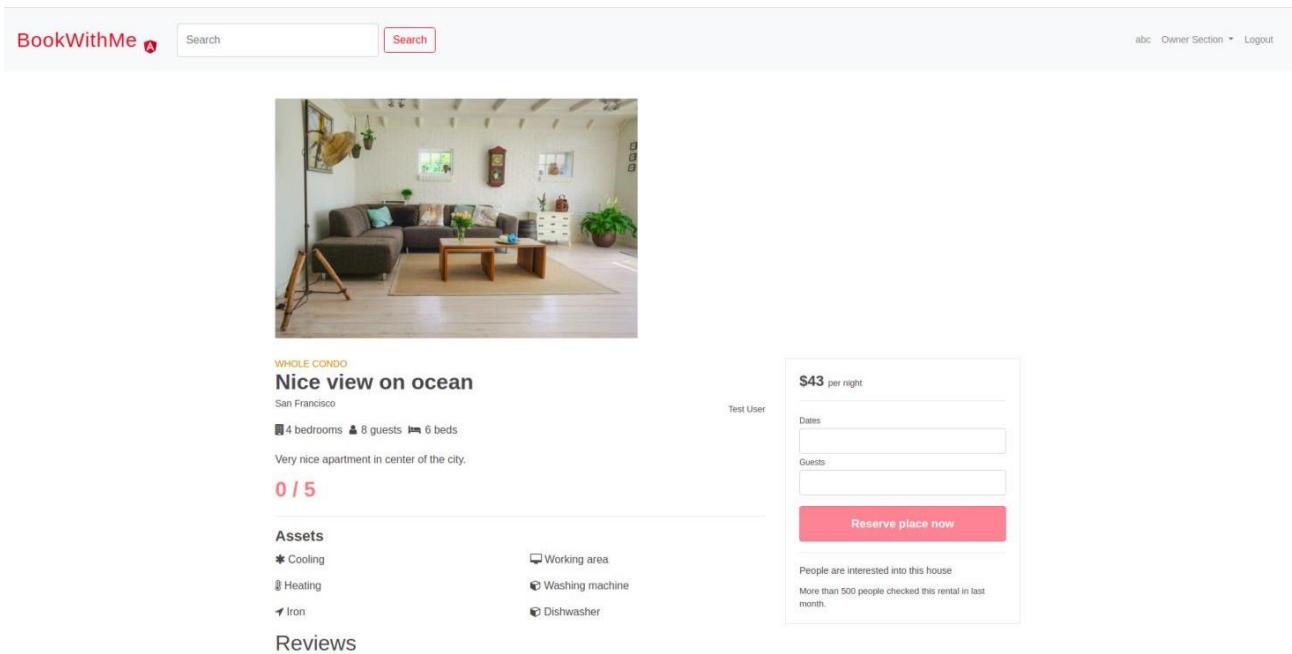 BookWithMe
Search
Search
abc Owner Section Logout
WHOLE CONDO
Nice view on ocean
San Francisco
Test User
4 bedrooms 8 guests 6 beds
Very nice apartment in center of the city.
0 / 5
Assets
Cooling
Working area
Heating
Washing machine
Iron
Dishwasher
Reviews
$43 per night
Dates
Guests
Reserve place now
People are interested into this house
More than 500 people checked this rental in last
month.